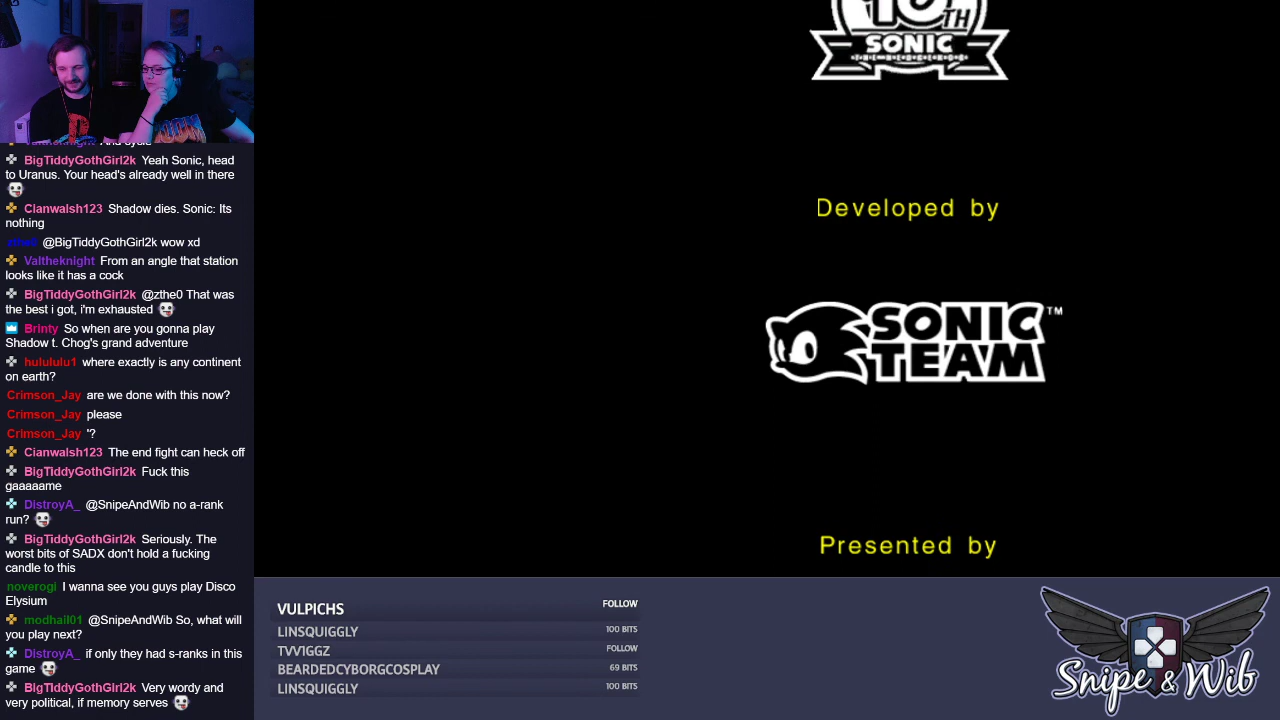 10TH
SONIC
Developed by
SONIC
TEAM™
Presented by
BigTiddyGothGirl2k Yeah Sonic, head
to Uranus. Your head's already well in there
Cianwalsh123 Shadow dies. Sonic: Its
nothing
@BigTiddyGothGirl2k wow xd
Valtheknight From an angle that station
looks like it has a cock
BigTiddyGothGirl2k @zthe0 That was
the best i got, i'm exhausted
Brinty So when are you gonna play
Shadow t. Chog's grand adventure
hulululu1 where exactly is any continent
on earth?
Crimson_Jay are we done with this now?
Crimson_Jay please
Crimson_Jay '?
Cianwalsh123 The end fight can heck off
BigTiddyGothGirl2k Fuck this
gaaaaame
DistroyA_ @SnipeAndWib no a-rank
run?
BigTiddyGothGirl2k Seriously. The
worst bits of SADX don't hold a fucking
candle to this
noverogi I wanna see you guys play Disco
Elysium
modhail01 @SnipeAndWib So, what will
you play next?
DistroyA_ if only they had s-ranks in this
game
BigTiddyGothGirl2k Very wordy and
very political, if memory serves
VULPICHS FOLLOW
LINSQUIGGLY 100 BITS
TVV1GGZ FOLLOW
BEARDEDCYBORGCOSPLAY 69 BITS
LINSQUIGGLY 100 BITS
Snipe & Wib